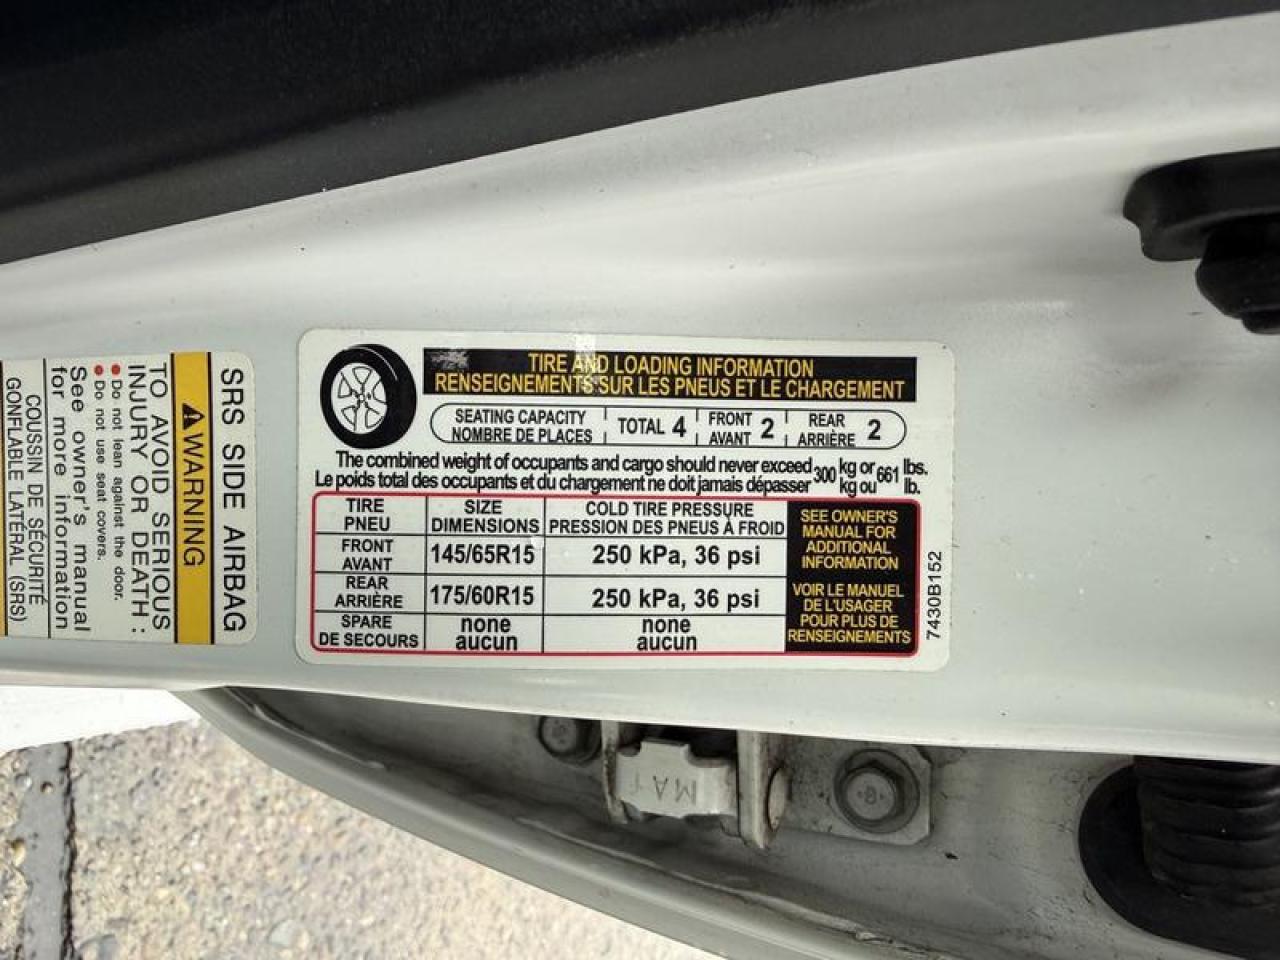 TIRE AND LOADING INFORMATION
RENSEIGNEMENTS SUR LES PNEUS ET LE CHARGEMENT
SEATING CAPACITY
NOMBRE DE PLACES
TOTAL 4
FRONT
AVANT 2
REAR
ARRIÈRE 2
The combined weight of occupants and cargo should never exceed 300 kg or 661 lbs.
Le poids total des occupants et du chargement ne doit jamais dépasser kg ou lb.
TIRE
PNEU
SIZE
DIMENSIONS
COLD TIRE PRESSURE
PRESSION DES PNEUS À FROID
FRONT
AVANT
145/65R15
250 kPa, 36 psi
REAR
ARRIÈRE
175/60R15
250 kPa, 36 psi
SPARE
DE SECOURS
none
aucun
none
aucun
SEE OWNER'S
MANUAL FOR
ADDITIONAL
INFORMATION
VOIR LE MANUEL
DE L'USAGER
POUR PLUS DE
RENSEIGNEMENTS
7430B152
SRS SIDE AIRBAG
WARNING
TO AVOID SERIOUS
INJURY OR DEATH :
• Do not lean against the door.
• Do not use seat covers.
See owner's manual
for more information
COUSSIN DE SÉCURITÉ
GONFLABLE LATÉRAL (SRS)
MAT
8